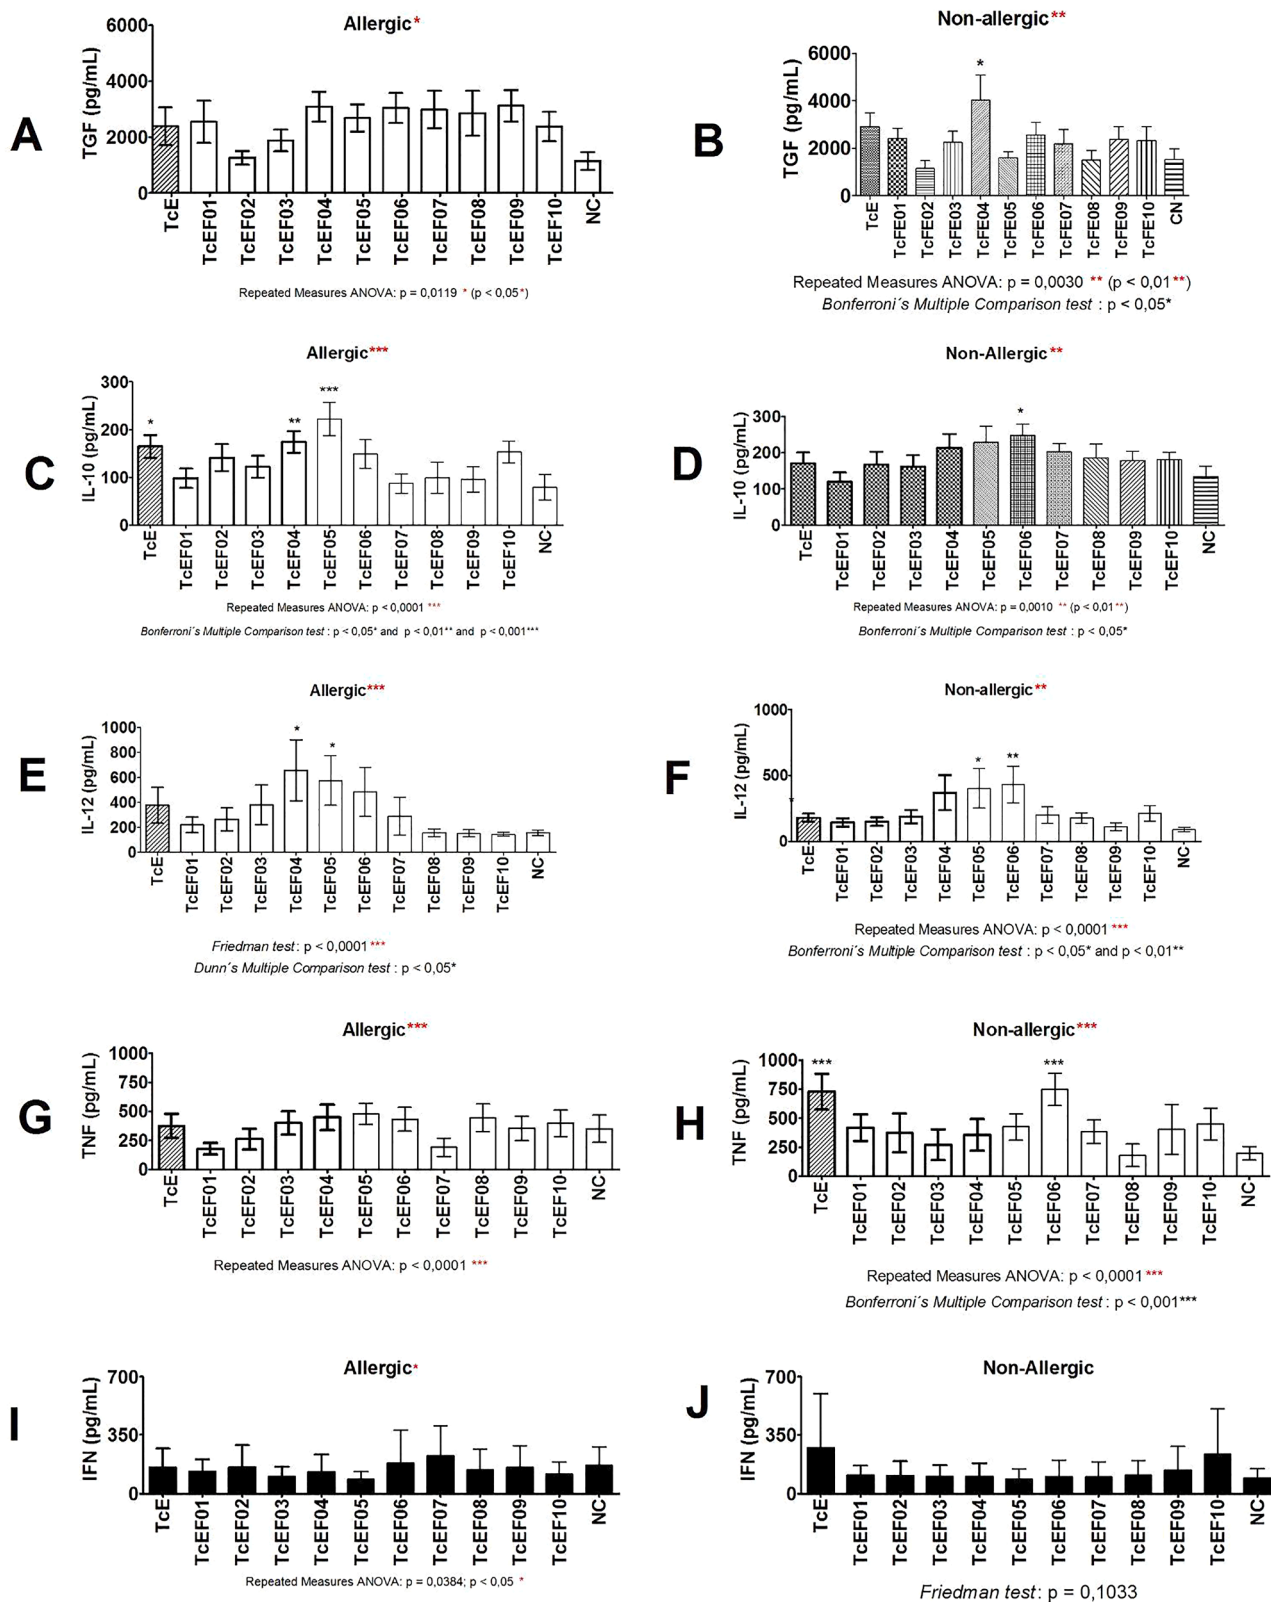 A
Allergic*
TGF (pg/mL)
6000
4000
2000
0
TcE
TcEF01
TcEF02
TcEF03
TcEF04
TcEF05
TcEF06
TcEF07
TcEF08
TcEF09
TcEF10
NC
Repeated Measures ANOVA: p = 0,0119 * (p < 0,05*)
B
Non-allergic**
TGF (pg/mL)
6000
4000
2000
0
*
TcE
TcFE01
TcFE02
TcFE03
TcFE04
TcFE05
TcFE06
TcFE07
TcFE08
TcFE09
TcFE10
CN
Repeated Measures ANOVA: p = 0,0030 ** (p < 0,01**)
Bonferroni´s Multiple Comparison test : p < 0,05*
C
Allergic***
IL-10 (pg/mL)
300
200
100
0
*
**
***
TcE
TcEF01
TcEF02
TcEF03
TcEF04
TcEF05
TcEF06
TcEF07
TcEF08
TcEF09
TcEF10
NC
Repeated Measures ANOVA: p < 0,0001 ***
Bonferroni´s Multiple Comparison test : p < 0,05* and p < 0,01** and p < 0,001***
D
Non-Allergic**
IL-10 (pg/mL)
300
200
100
0
*
TcE
TcEF01
TcEF02
TcEF03
TcEF04
TcEF05
TcEF06
TcEF07
TcEF08
TcEF09
TcEF10
NC
Repeated Measures ANOVA: p = 0,0010 ** (p < 0,01**)
Bonferroni´s Multiple Comparison test : p < 0,05*
E
Allergic***
IL-12 (pg/mL)
1000
800
600
400
200
0
*
*
TcE
TcEF01
TcEF02
TcEF03
TcEF04
TcEF05
TcEF06
TcEF07
TcEF08
TcEF09
TcEF10
NC
Friedman test: p < 0,0001 ***
Dunn´s Multiple Comparison test : p < 0,05*
F
Non-allergic**
IL-12 (pg/mL)
1000
500
0
*
*
**
TcE
TcEF01
TcEF02
TcEF03
TcEF04
TcEF05
TcEF06
TcEF07
TcEF08
TcEF09
TcEF10
NC
Repeated Measures ANOVA: p < 0,0001 ***
Bonferroni´s Multiple Comparison test : p < 0,05* and p < 0,01**
G
Allergic***
TNF (pg/mL)
1000
750
500
250
0
TcE
TcEF01
TcEF02
TcEF03
TcEF04
TcEF05
TcEF06
TcEF07
TcEF08
TcEF09
TcEF10
NC
Repeated Measures ANOVA: p < 0,0001 ***
H
Non-allergic***
TNF (pg/mL)
1000
750
500
250
0
***
***
TcE
TcEF01
TcEF02
TcEF03
TcEF04
TcEF05
TcEF06
TcEF07
TcEF08
TcEF09
TcEF10
NC
Repeated Measures ANOVA: p < 0,0001 ***
Bonferroni´s Multiple Comparison test : p < 0,001***
I
Allergic*
IFN (pg/mL)
700
350
0
TcE
TcEF01
TcEF02
TcEF03
TcEF04
TcEF05
TcEF06
TcEF07
TcEF08
TcEF09
TcEF10
NC
Repeated Measures ANOVA: p = 0,0384; p < 0,05 *
J
Non-Allergic
IFN (pg/mL)
700
350
0
TcE
TcEF01
TcEF02
TcEF03
TcEF04
TcEF05
TcEF06
TcEF07
TcEF08
TcEF09
TcEF10
NC
Friedman test: p = 0,1033